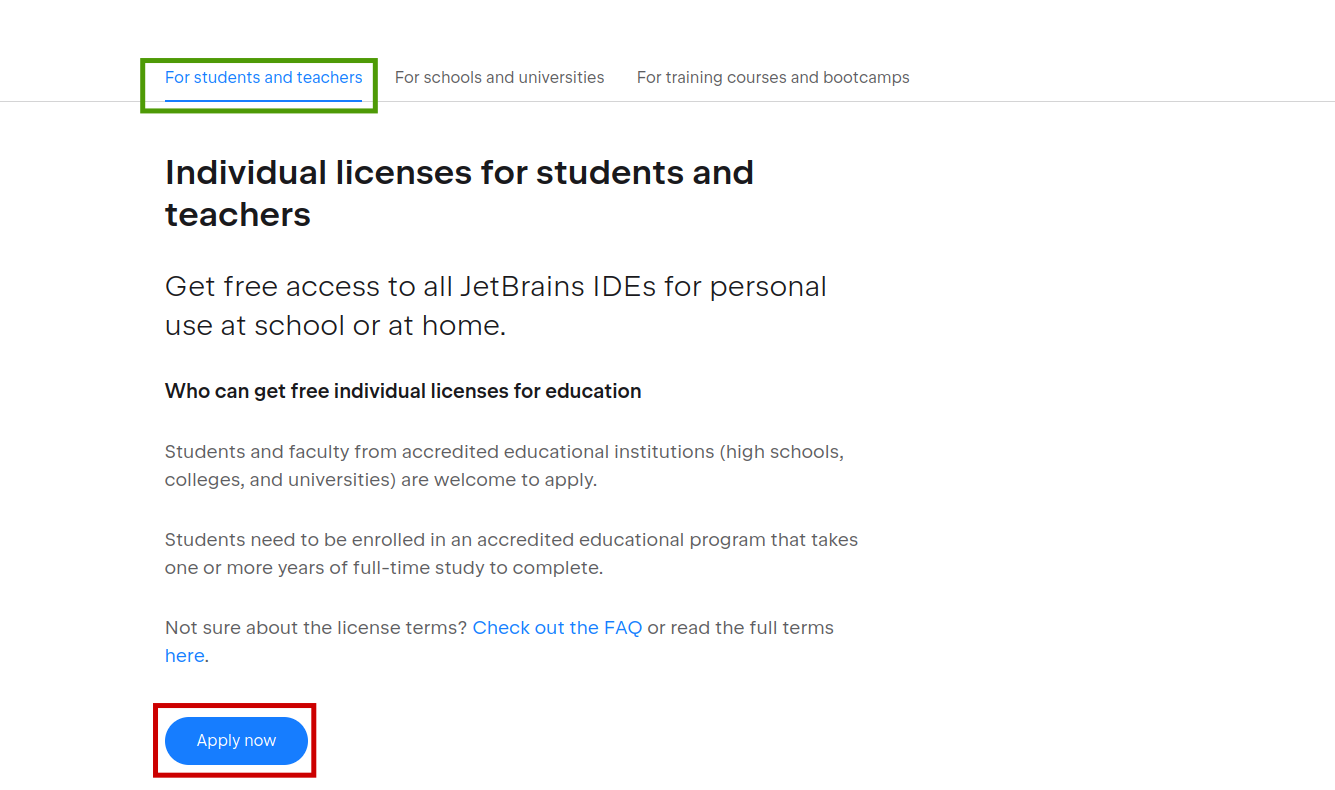 For students and teachers For schools and universities For training courses and bootcamps
Individual licenses for students and
teachers
Get free access to all JetBrains IDEs for personal
use at school or at home.
Who can get free individual licenses for education
Students and faculty from accredited educational institutions (high schools,
colleges, and universities) are welcome to apply.
Students need to be enrolled in an accredited educational program that takes
one or more years of full-time study to complete.
Not sure about the license terms? Check out the FAQ or read the full terms
here.
Apply now